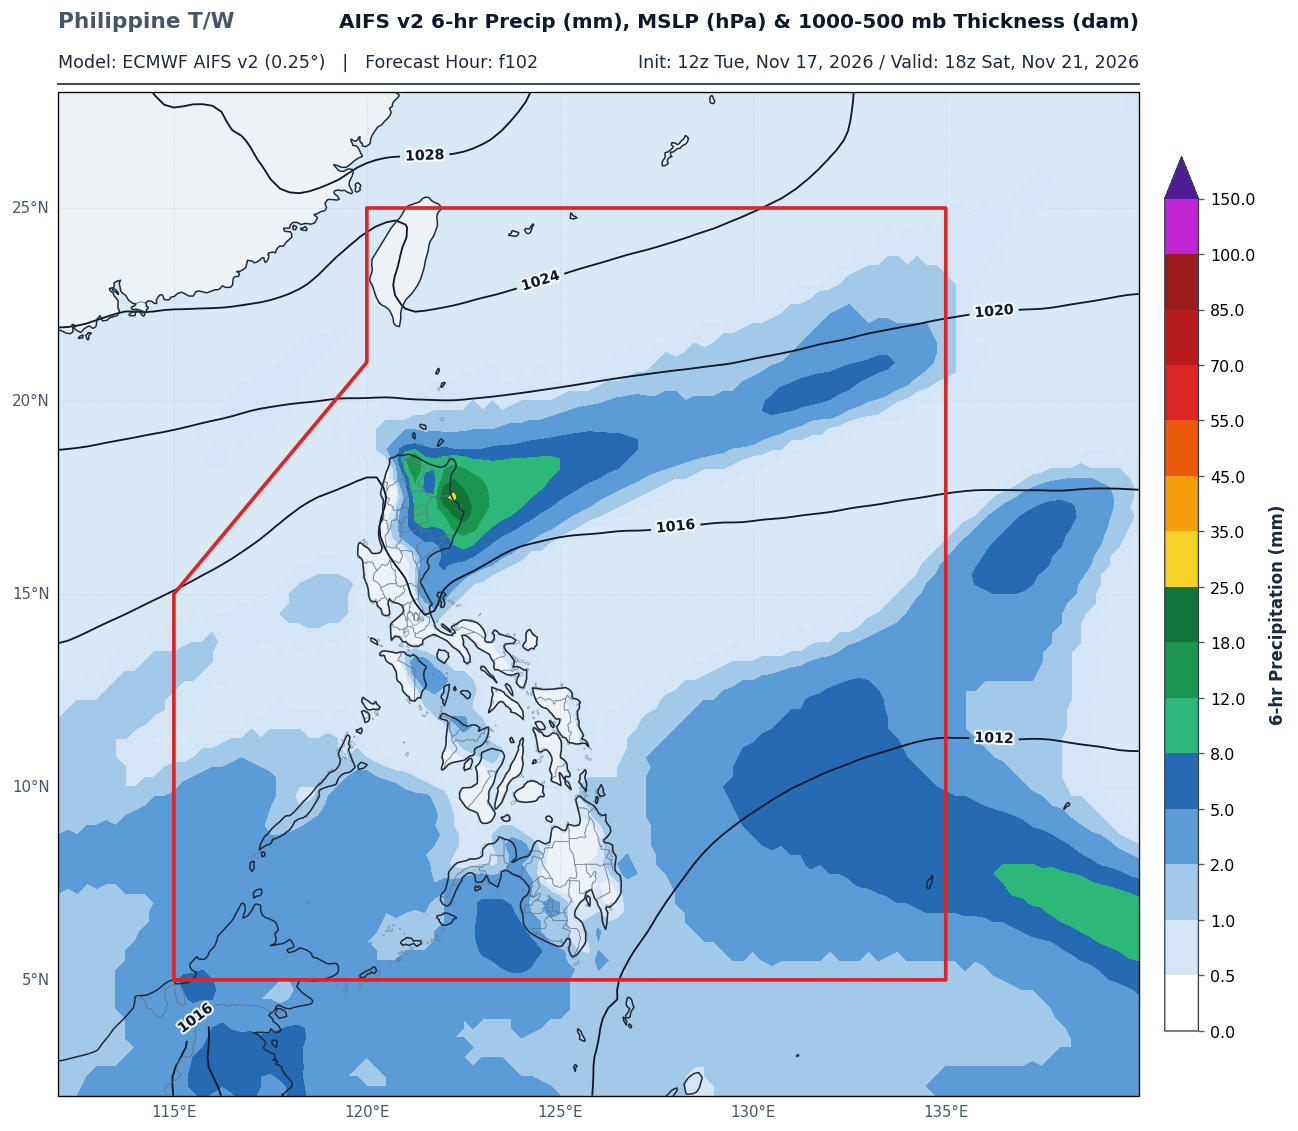 Philippine T/W
AIFS v2 6-hr Precip (mm), MSLP (hPa) & 1000-500 mb Thickness (dam)
Model: ECMWF AIFS v2 (0.25°) | Forecast Hour: f102
Init: 12z Tue, Nov 17, 2026 / Valid: 18z Sat, Nov 21, 2026
1028
1024
1020
1016
1012
1016
25°N
20°N
15°N
10°N
5°N
115°E
120°E
125°E
130°E
135°E
150.0
100.0
85.0
70.0
55.0
45.0
35.0
25.0
18.0
12.0
8.0
5.0
2.0
1.0
0.5
0.0
6-hr Precipitation (mm)